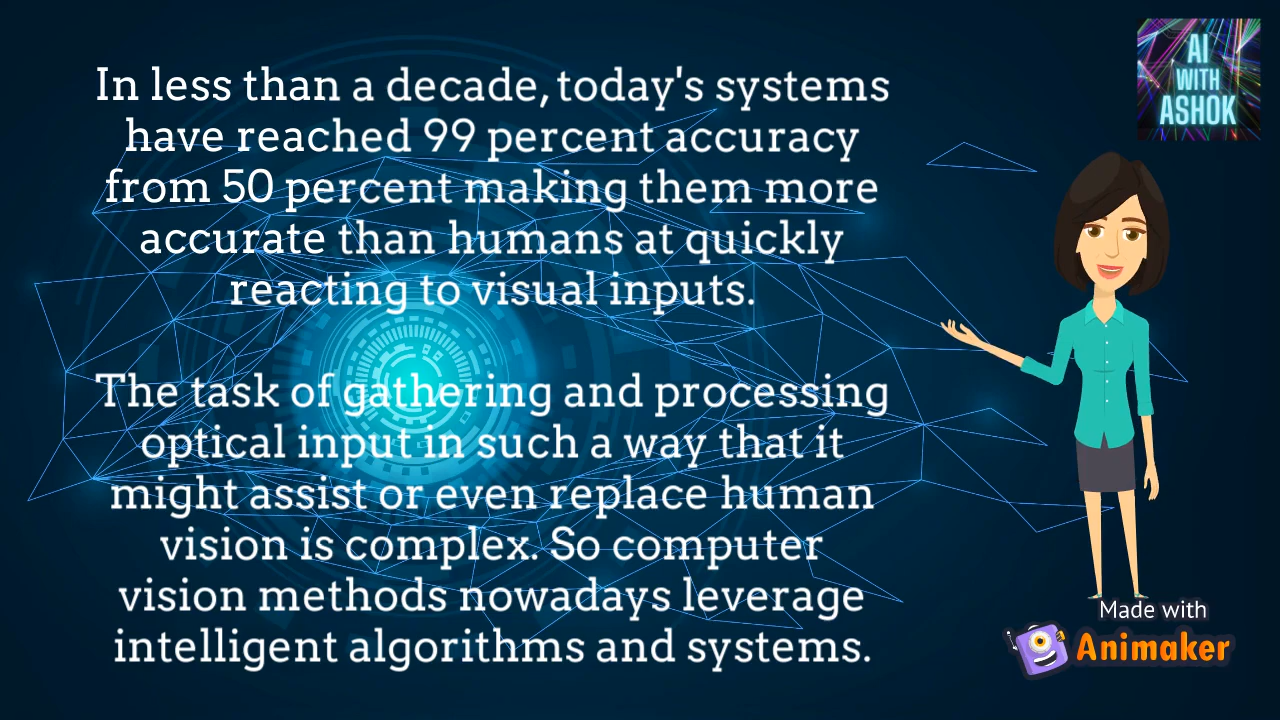 In less than a decade, today's systems
have reached 99 percent accuracy
from 50 percent making them more
accurate than humans at quickly
reacting to visual inputs.
The task of gathering and processing
optical input in such a way that it
might assist or even replace human
vision is complex. So computer
vision methods nowadays leverage
intelligent algorithms and systems.
AI
WITH
ASHOK
Made with
Animaker